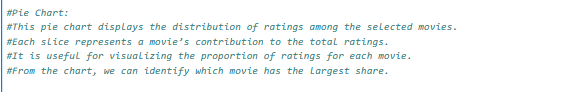 #Pie Chart:
#This pie chart displays the distribution of ratings among the selected movies.
#Each slice represents a movie's contribution to the total ratings.
#It is useful for visualizing the proportion of ratings for each movie.
#From the chart, we can identify which movie has the largest share.